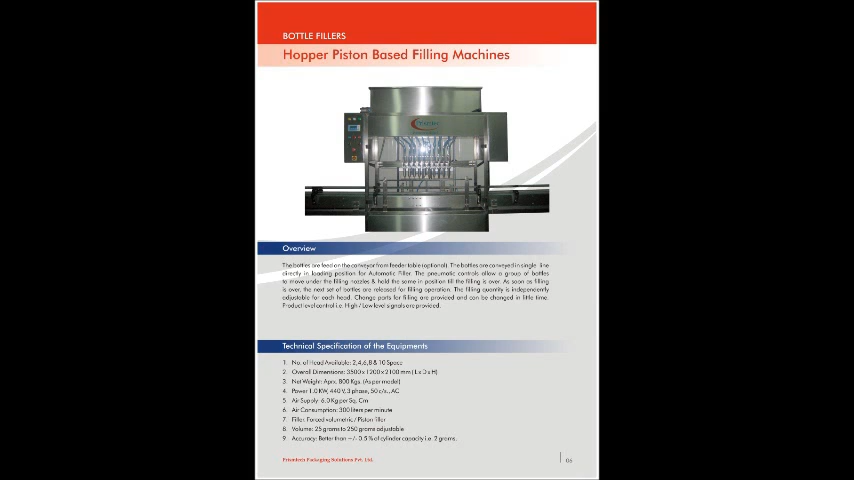 BOTTLE FILLERS
Hopper Piston Based Filling Machines
Overview
The bottles are feed on the conveyor from feeder table (optional). The bottles are conveyed in single line
directly in loading position for Automatic Filler. The pneumatic controls allow a group of bottles
to move under the filling nozzles & hold the same in position till the filling is over. As soon as filling
is over, the next set of bottles are released for filling operation. The filling quantity is independently
adjustable for each head. Change parts for filling are provided and can be changed in little time.
Product level control i.e. High / Low level signals are provided.
Technical Specification of the Equipments
1. No. of Head Available: 2,4,6,8 & 10 Space
2. Overall Dimensions: 3500 x 1200 x 2100 mm ( L x D x H)
3. Net Weight: Aprx. 800 Kgs. (As per model)
4. Power 1.0 KW, 440 V, 3 phase, 50 c/s., AC
5. Air Supply: 6.0 Kg per Sq. Cm
6. Air Consumption: 300 liters per minute
7. Filler: Forced volumetric / Piston filler
8. Volume: 25 grams to 250 grams adjustable
9. Accuracy: Better than +/- 0.5 % of cylinder capacity i.e. 2 grams.
Prismtech Packaging Solutions Pvt. Ltd.
06